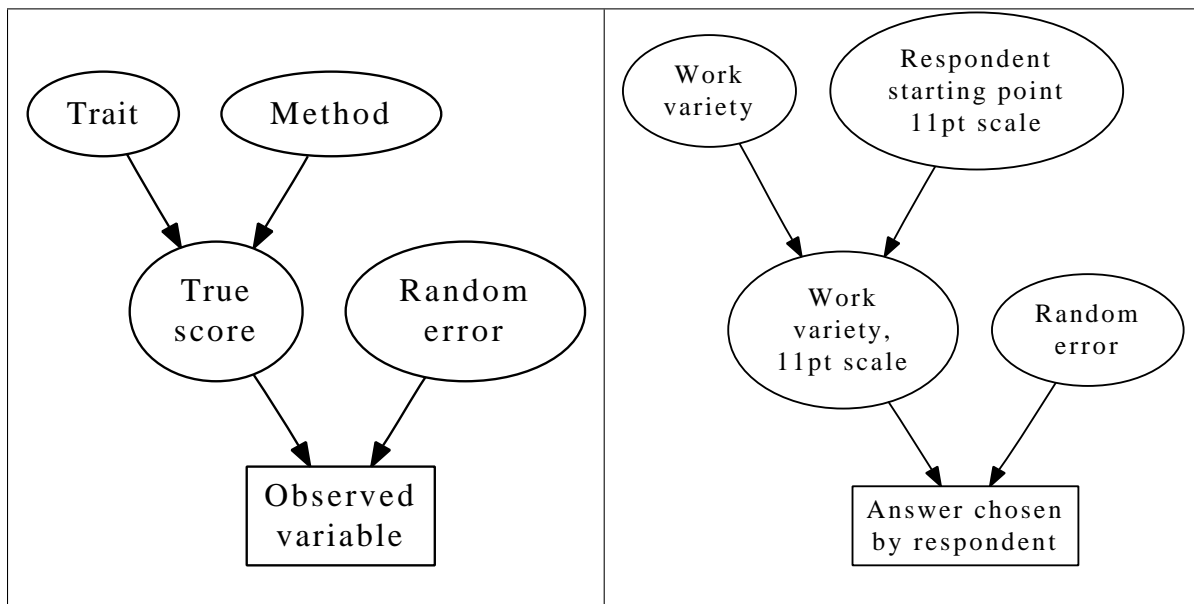 Trait
Method
True
score
Random
error
Observed
variable
Work
variety
Respondent
starting point
11pt scale
Work
variety,
11pt scale
Random
error
Answer chosen
by respondent